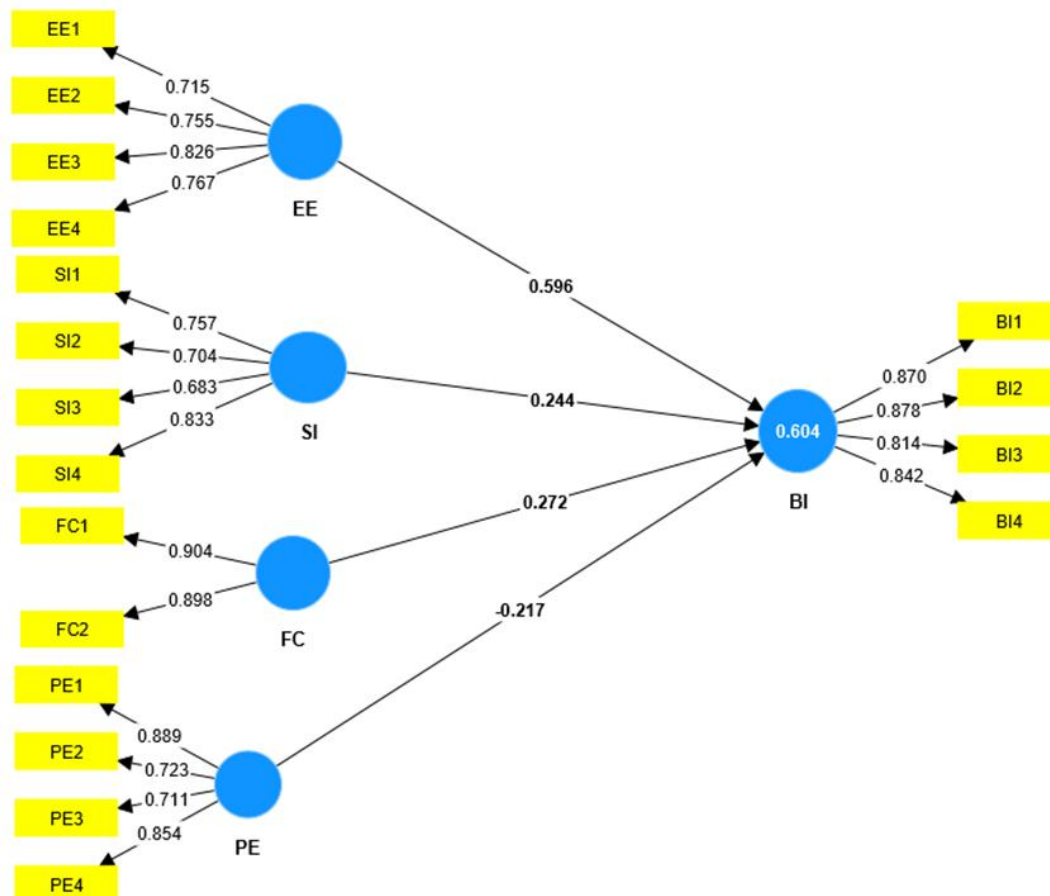 EE1
0.715
EE2
0.755
EE3
0.826
EE4
0.767
EE
SI1
0.757
SI2
0.704
SI3
0.683
SI4
0.833
SI
FC1
0.904
FC2
0.898
FC
PE1
0.889
PE2
0.723
PE3
0.711
PE4
0.854
PE
0.596
0.244
0.272
-0.217
0.604
BI
BI1
0.870
BI2
0.878
BI3
0.814
BI4
0.842